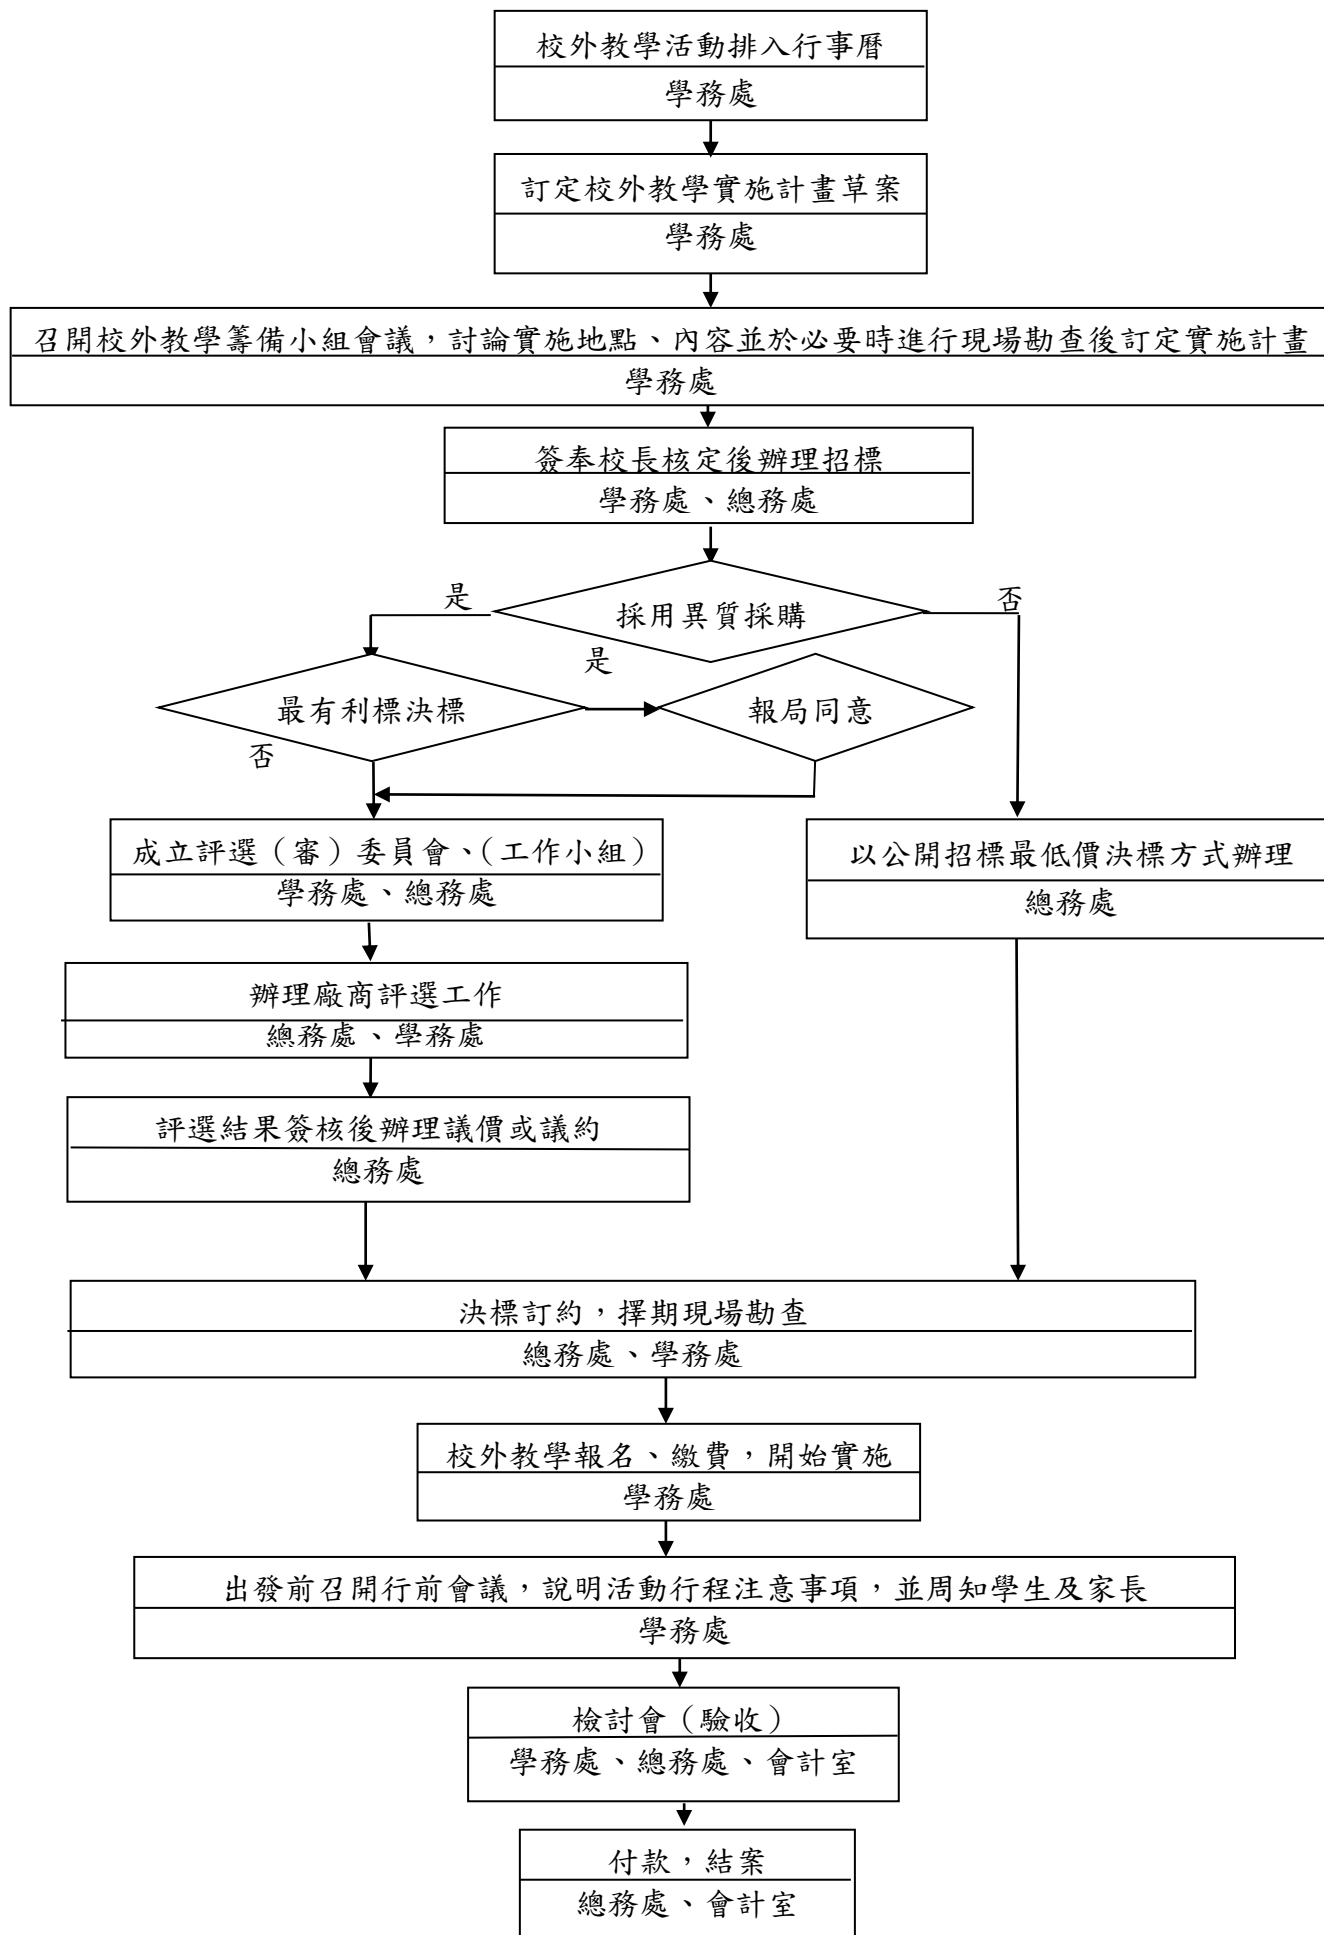 校外教學活動排入行事曆
學務處
訂定校外教學實施計畫草案
學務處
召開校外教學籌備小組會議，討論實施地點、內容並於必要時進行現場勘查後訂定實施計畫
學務處
簽奉校長核定後辦理招標
學務處、總務處
是
採用異質採購
否
是
最有利標決標
報局同意
否
成立評選（審）委員會、（工作小組）
學務處、總務處
以公開招標最低價決標方式辦理
總務處
辦理廠商評選工作
總務處、學務處
評選結果簽核後辦理議價或議約
總務處
決標訂約，擇期現場勘查
總務處、學務處
校外教學報名、繳費，開始實施
學務處
出發前召開行前會議，說明活動行程注意事項，並周知學生及家長
學務處
檢討會（驗收）
學務處、總務處、會計室
付款，結案
總務處、會計室